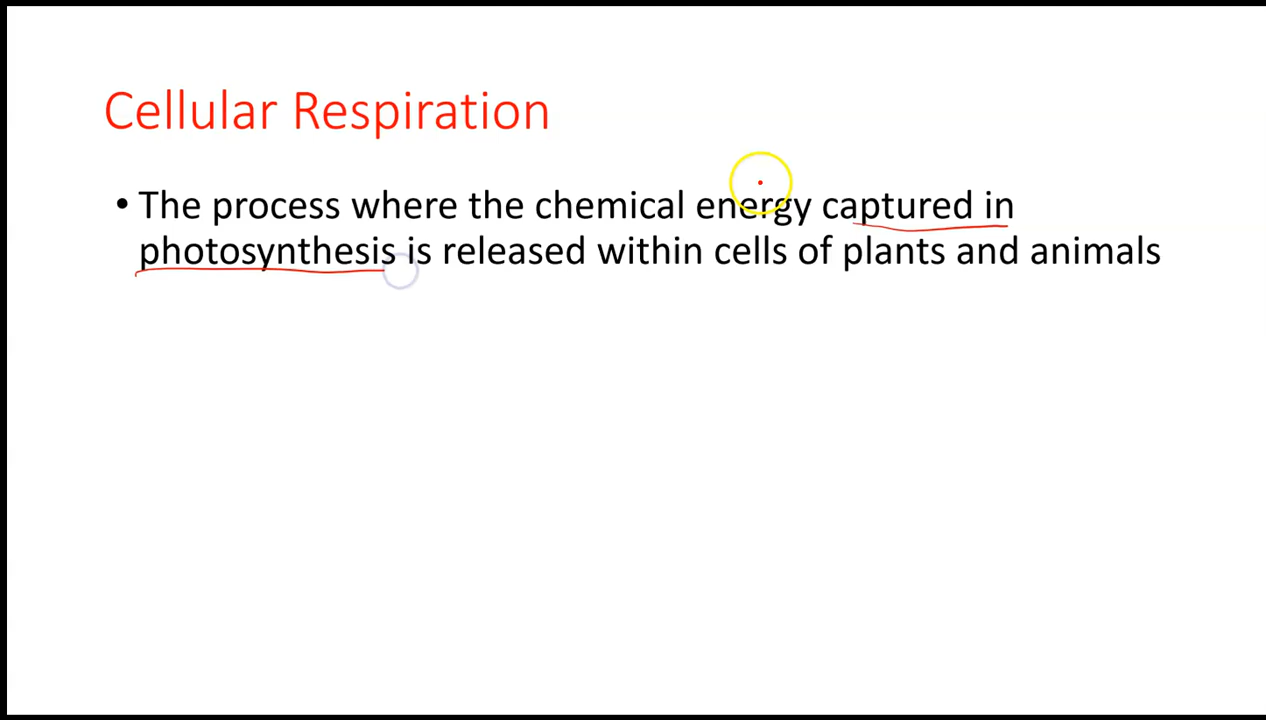 Cellular Respiration
• The process where the chemical energy captured in
photosynthesis is released within cells of plants and animals